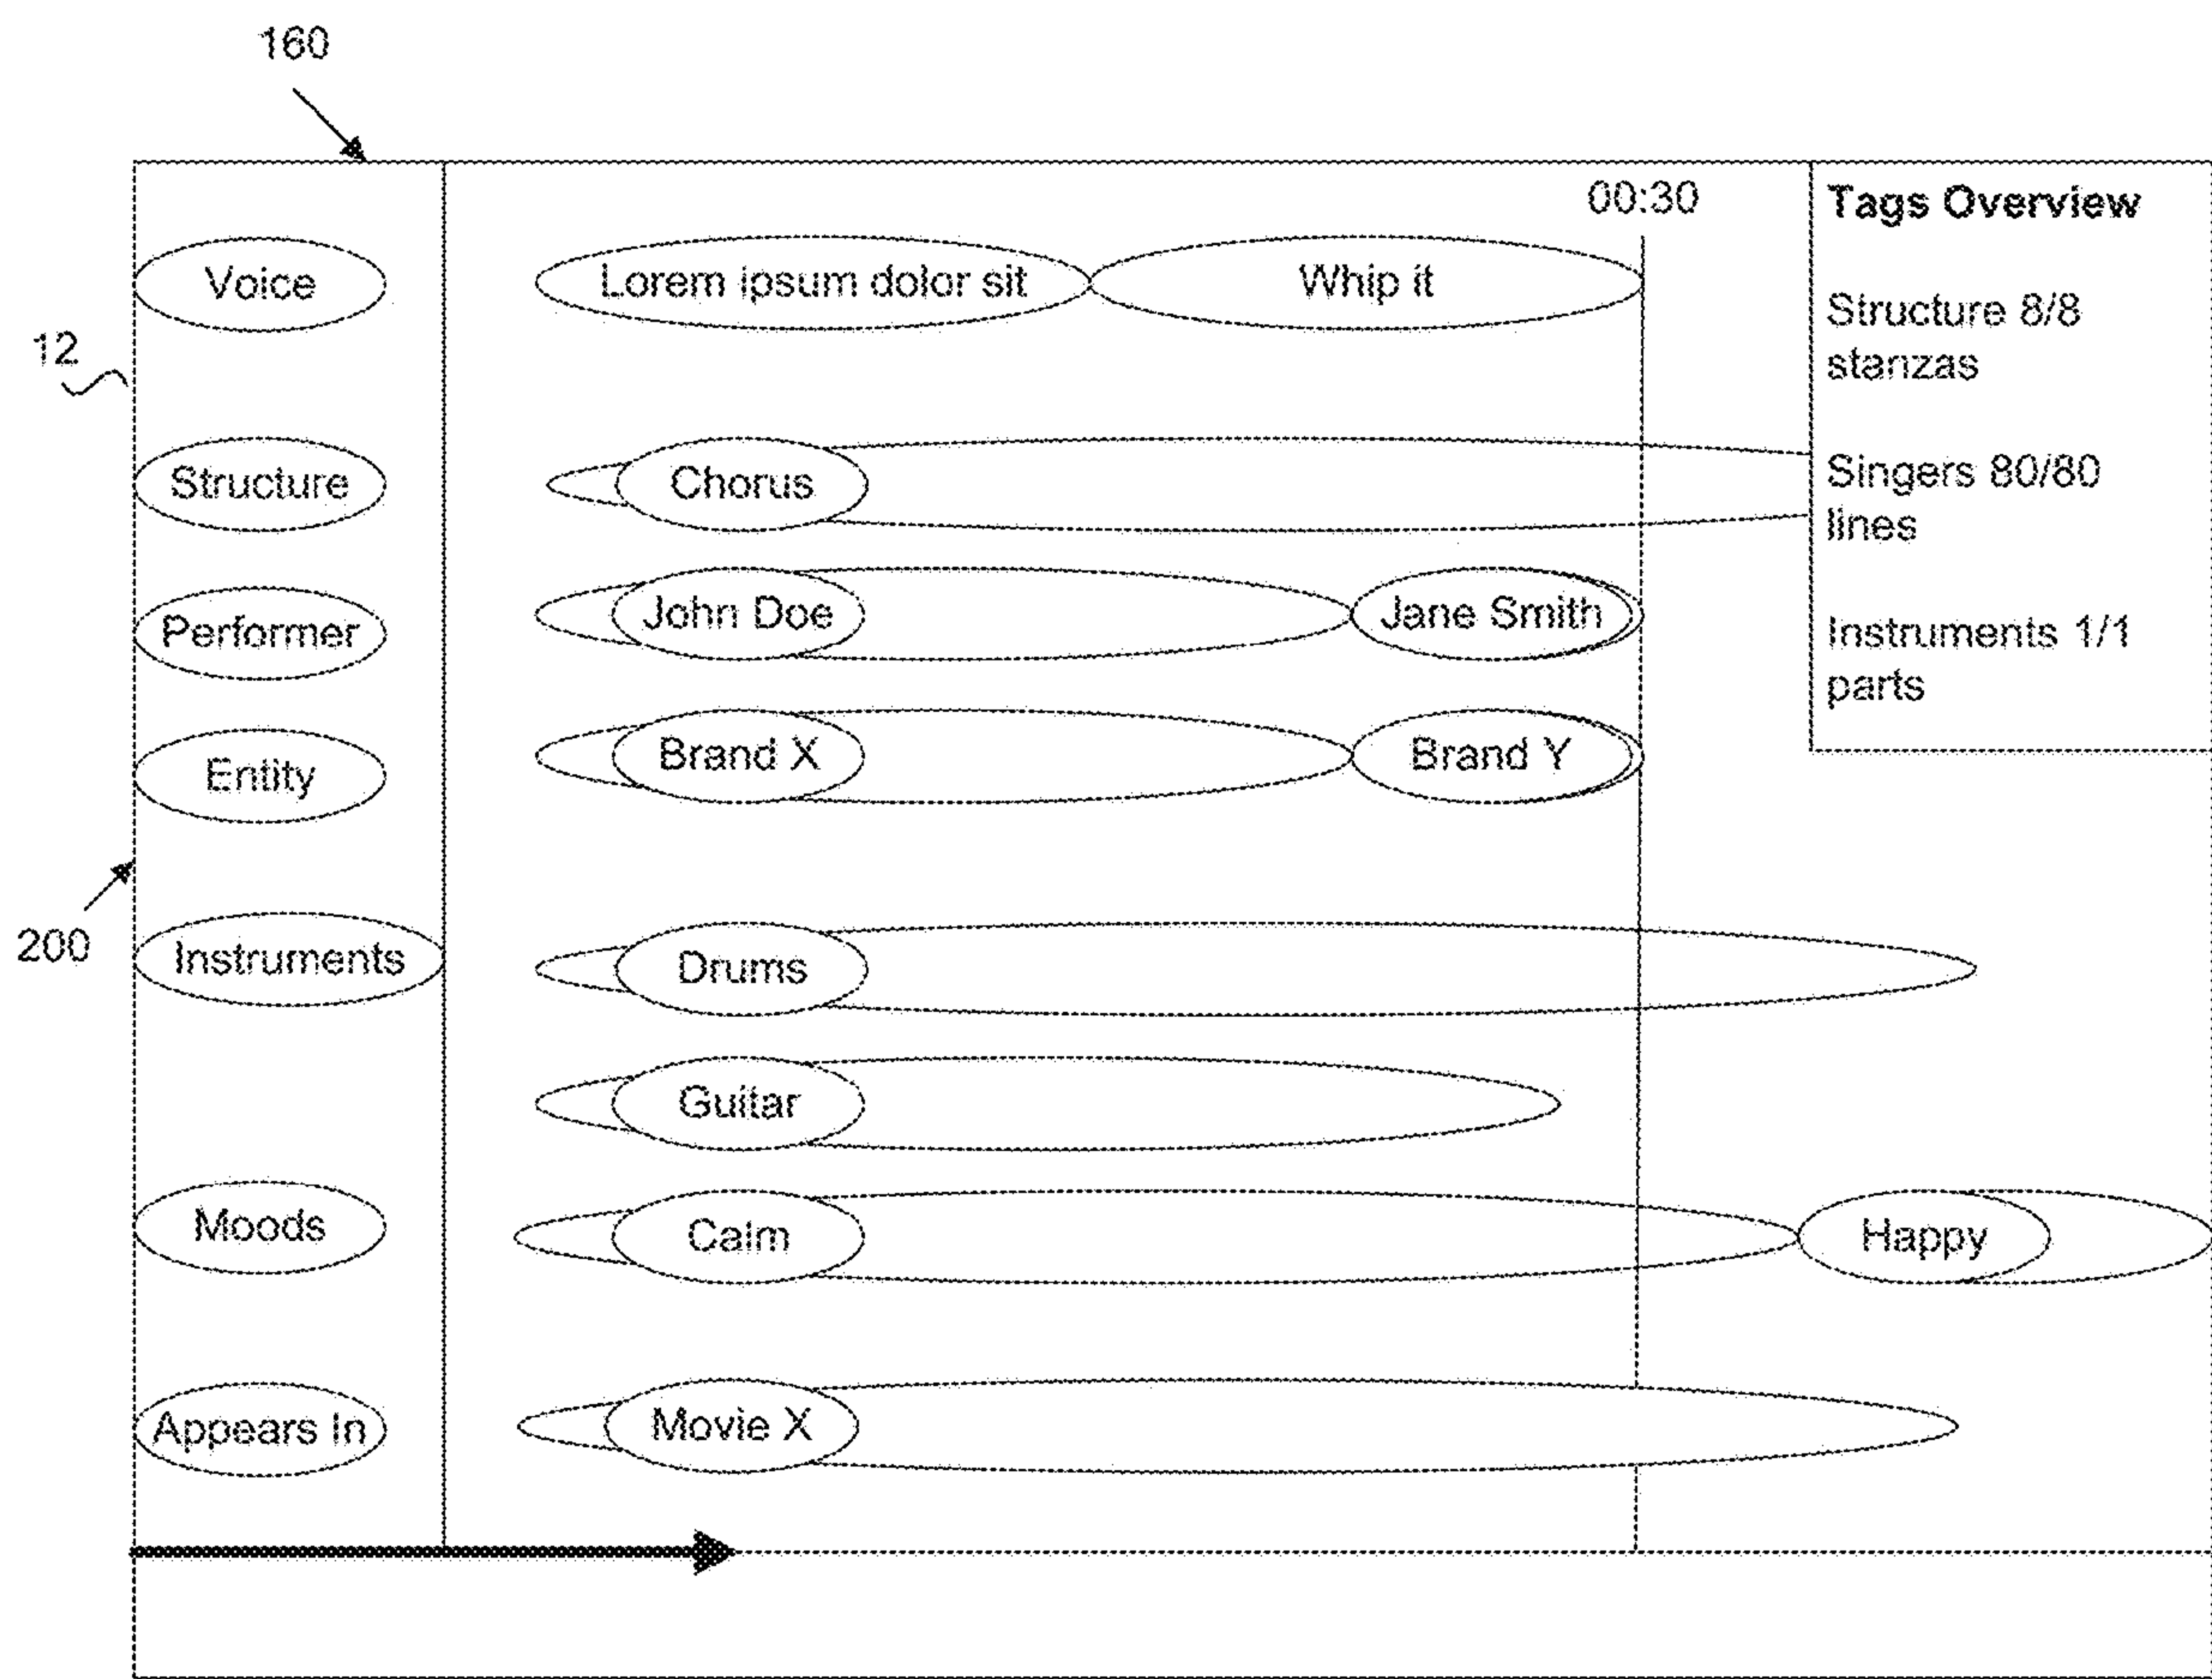 160
00:30
Tags Overview
Voice
Lorem ipsum dolor sit
Whip it
Structure 8/8
stanzas
12
Structure
Chorus
Singers 80/80
lines
Performer
John Doe
Jane Smith
Instruments 1/1
parts
Entity
Brand X
Brand Y
200
Instruments
Drums
Guitar
Moods
Calm
Happy
Appears In
Movie X